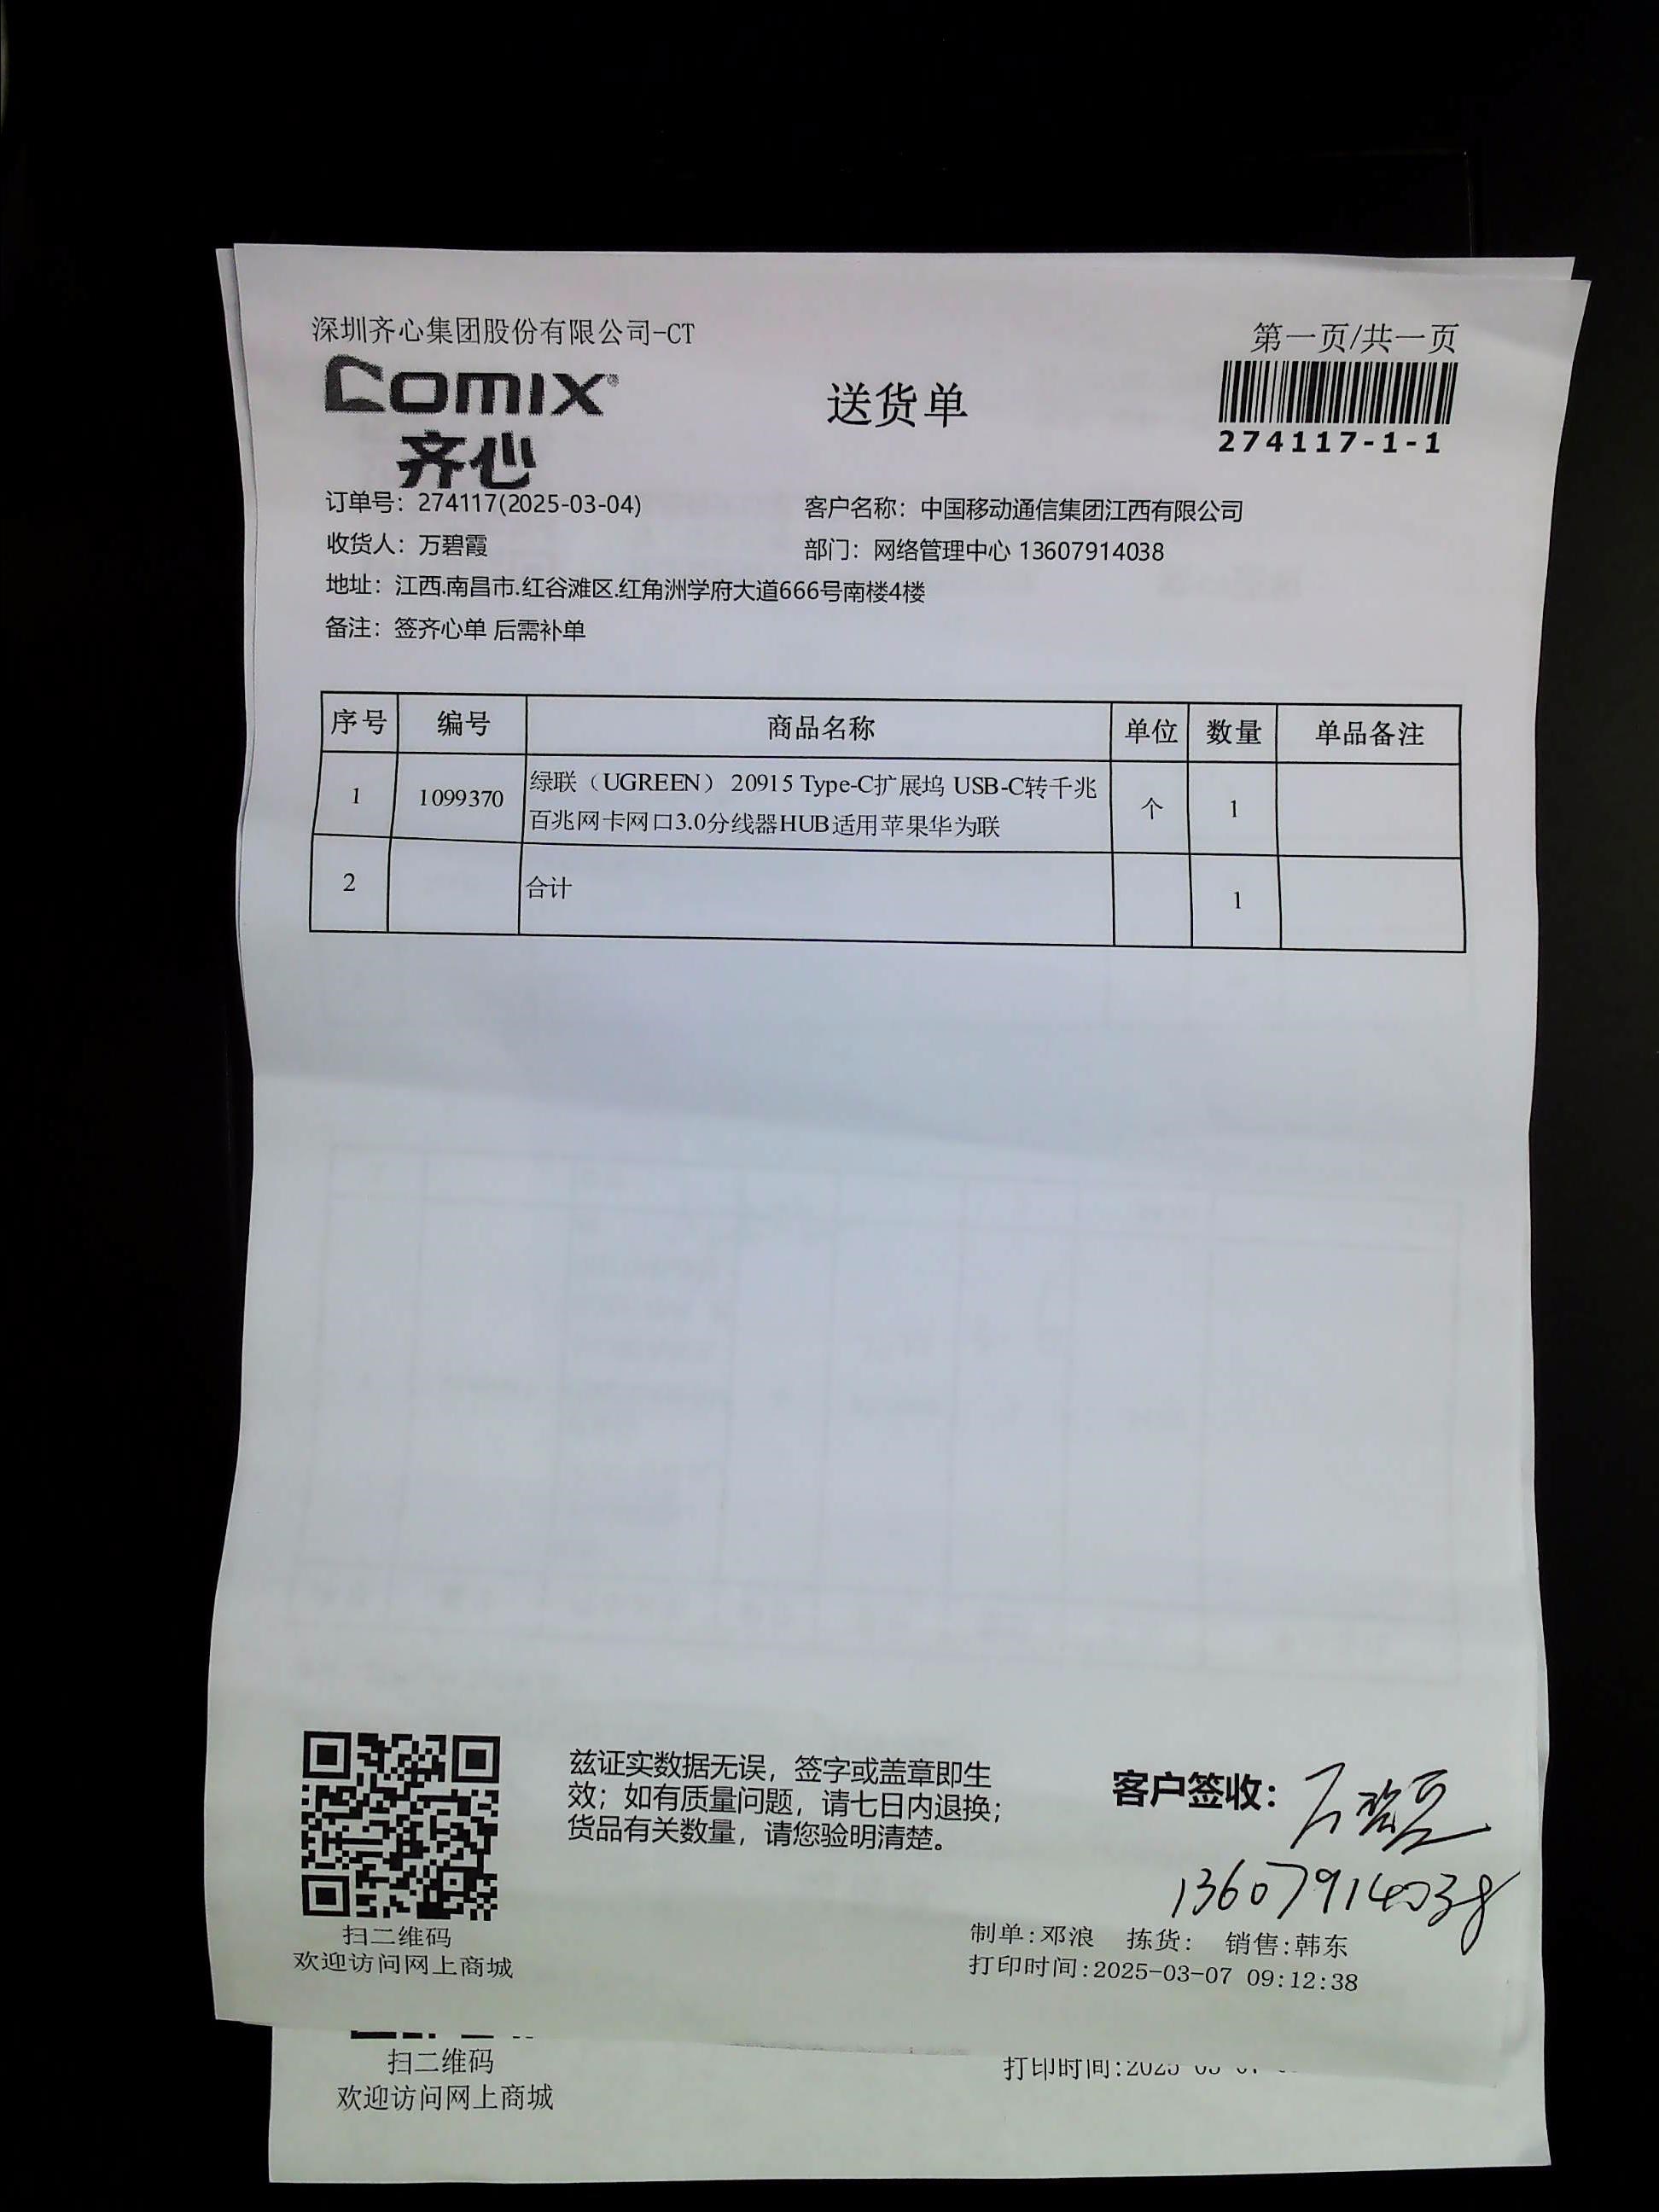 深圳齐心集团股份有限公司-CT
第一页/共一页
comix®
齐心
送货单
274117-1-1
订单号：274117(2025-03-04)
客户名称：中国移动通信集团江西有限公司
收货人：万碧霞
部门：网络管理中心 13607914038
地址：江西.南昌市.红谷滩区.红角洲学府大道666号南楼4楼
备注：签齐心单 后需补单
序号 编号 商品名称 单位 数量 单品备注
1 1099370 绿联（UGREEN） 20915 Type-C扩展坞 USB-C转千兆 个 1
百兆网卡网口3.0分线器HUB适用苹果华为联
2 合计 1
兹证实数据无误，签字或盖章即生
效；如有质量问题，请七日内退换；
货品有关数量，请您验明清楚。
客户签收：万碧霞
13607914038
扫二维码
欢迎访问网上商城
制单:邓浪 拣货: 销售:韩东
打印时间:2025-03-07 09:12:38
扫二维码
欢迎访问网上商城
打印时间:2025